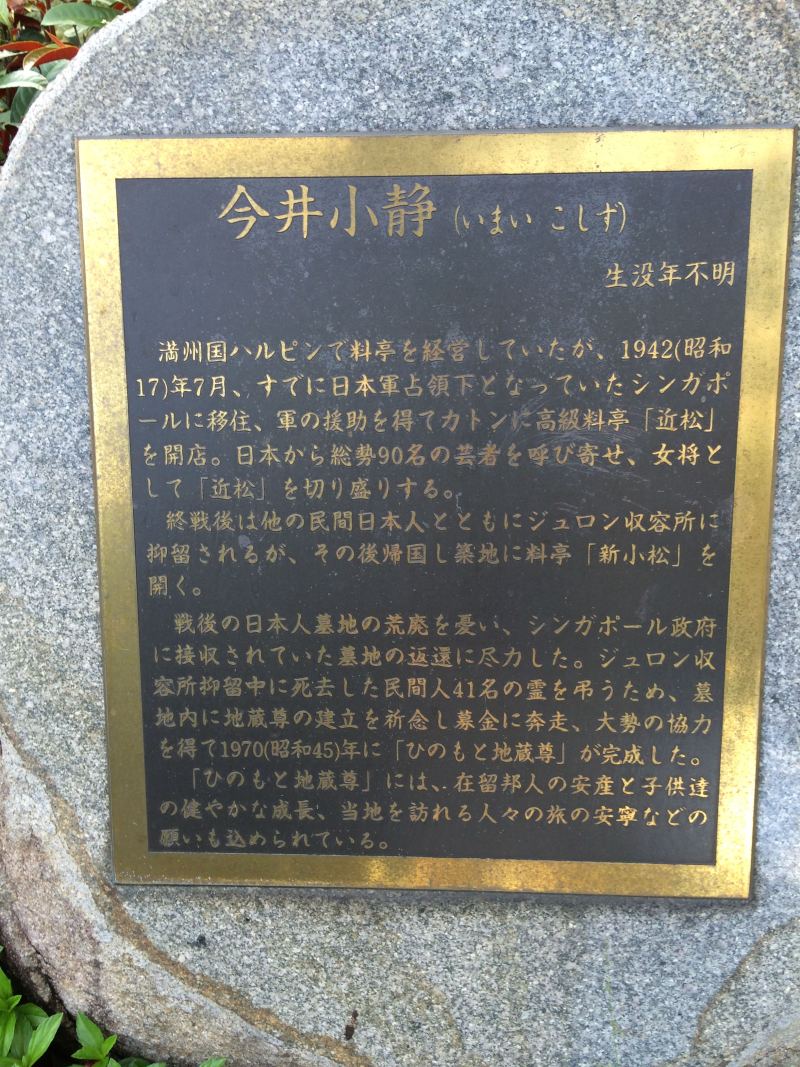 今井小静 (いまい こしず)
生没年不明
満州国ハルピンで料亭を経営していたが、1942(昭和
17)年7月、すでに日本軍占領下となっていたシンガポ
ールに移住、軍の援助を得てカトンに高級料亭「近松」
を開店。日本から総勢90名の芸者を呼び寄せ、女将と
して「近松」を切り盛りする。
終戦後は他の民間日本人とともにジュロン収容所に
抑留されるが、その後帰国し築地に料亭「新小松」を
開く。
戦後の日本人墓地の荒廃を憂い、シンガポール政府
に接収されていた墓地の返還に尽力した。ジュロン収
容所抑留中に死去した民間人41名の霊を弔うため、墓
地内に地蔵尊の建立を祈念し募金に奔走、大勢の協力
を得て1970(昭和45)年に「ひのもと地蔵尊」が完成した。
「ひのもと地蔵尊」には、在留邦人の安産と子供達
の健やかな成長、当地を訪れる人々の旅の安寧などの
願いも込められている。